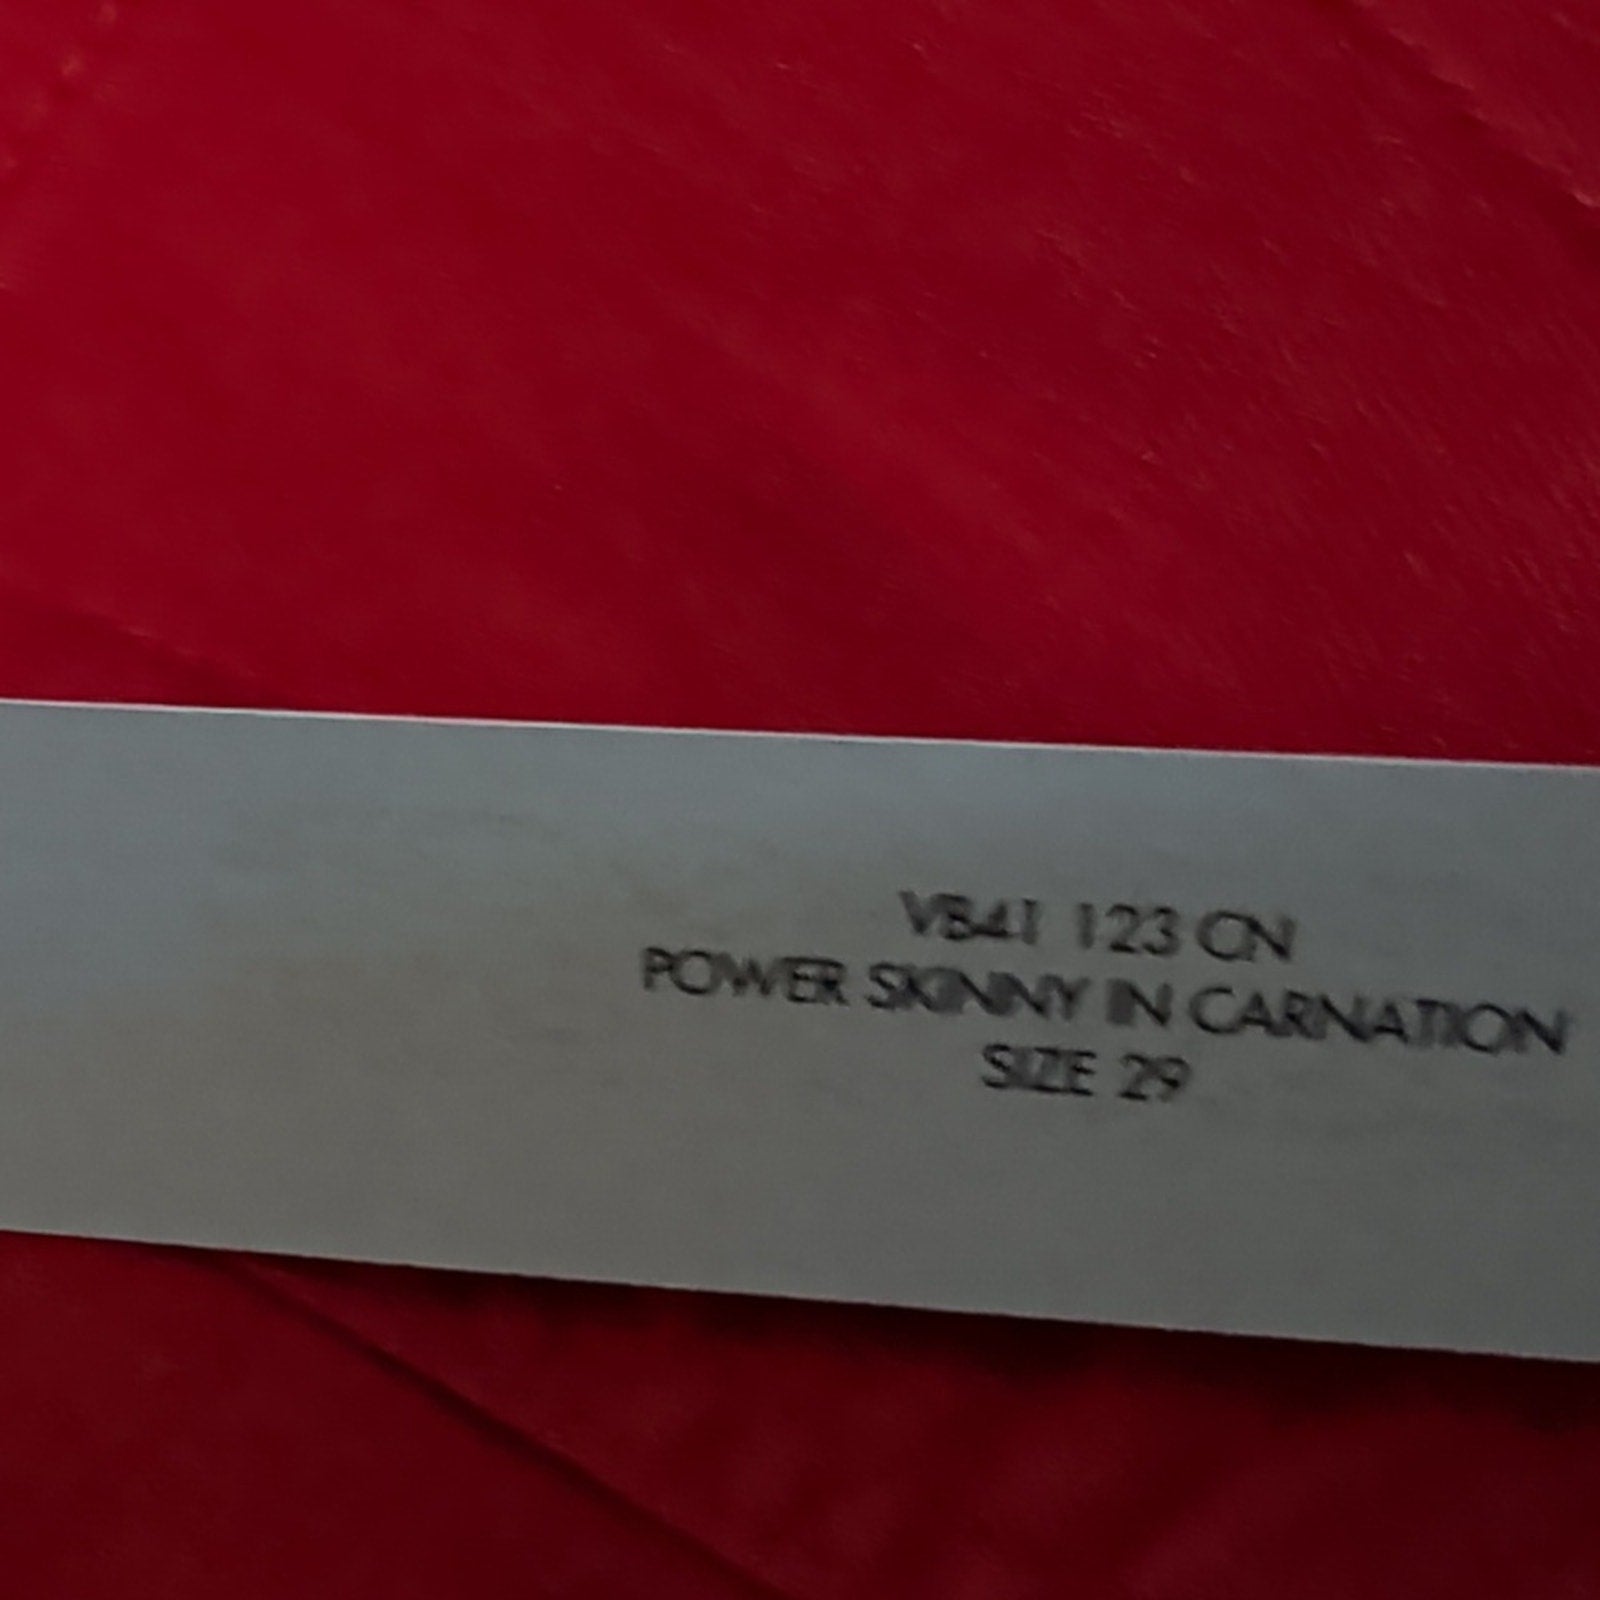 VB41 123 CN
POWER SKINNY IN CARNATION
SIZE 29